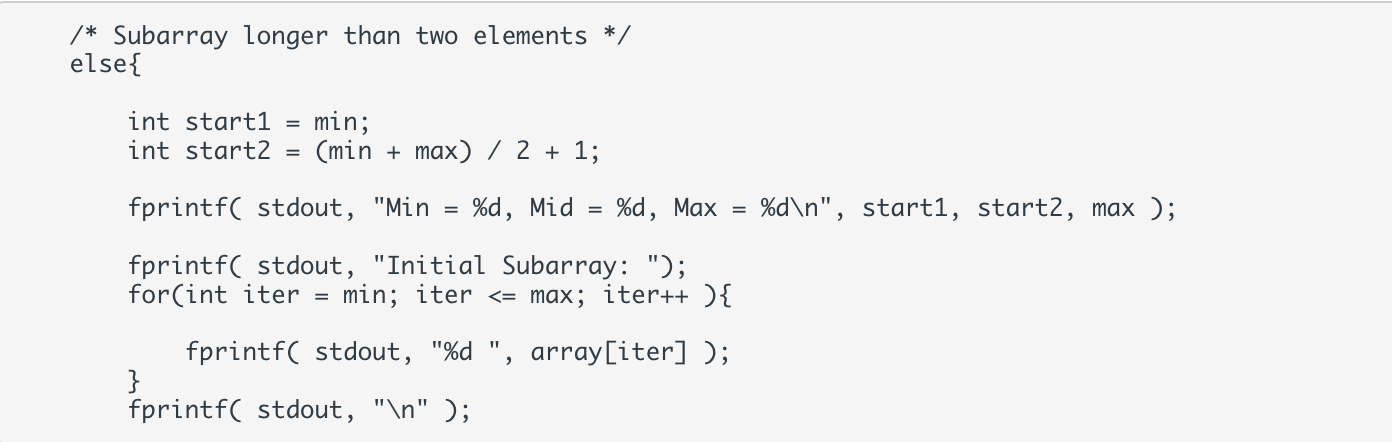 /* Subarray longer than two elements */
else{
int start1 = min;
int start2 = (min + max) / 2 + 1;
fprintf( stdout, "Min = %d, Mid = %d, Max = %d\n", start1, start2, max );
fprintf( stdout, "Initial Subarray: ");
for(int iter = min; iter <= max; iter++ ){
fprintf( stdout, "%d ", array[iter] );
}
fprintf( stdout, "\n" );